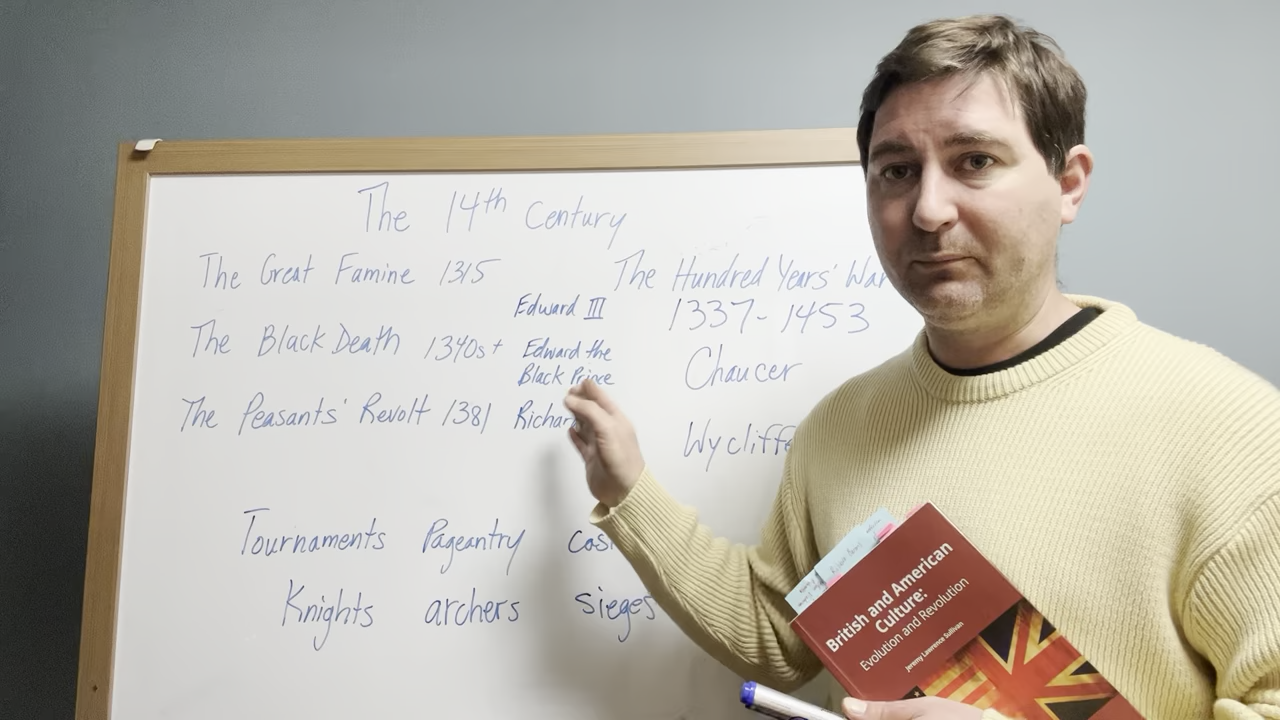 The 14th Century
The Great Famine 1315
The Black Death 1340s+
The Peasants' Revolt 1381
Edward III
Edward the
Black Prince
The Hundred Years' War
1337-1453
Chaucer
Wycliffe
Tournaments Pageantry
Knights archers sieges
British and American
Culture:
Evolution and Revolution
Jeremy Lawrence Sullivan